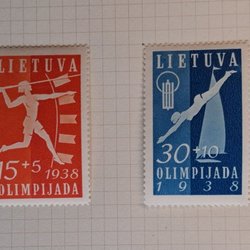 LIETUVA
15+5 1938
OLIMPIJADA
LIETUVA
30+10
OLIMPIJADA
1938